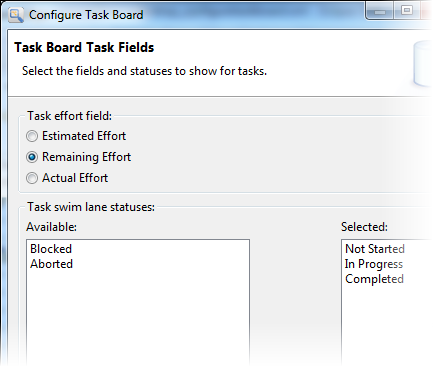 Configure Task Board
Task Board Task Fields
Select the fields and statuses to show for tasks.
Task effort field:
Estimated Effort
Remaining Effort
Actual Effort
Task swim lane statuses:
Available:
Blocked
Aborted
Selected:
Not Started
In Progress
Completed